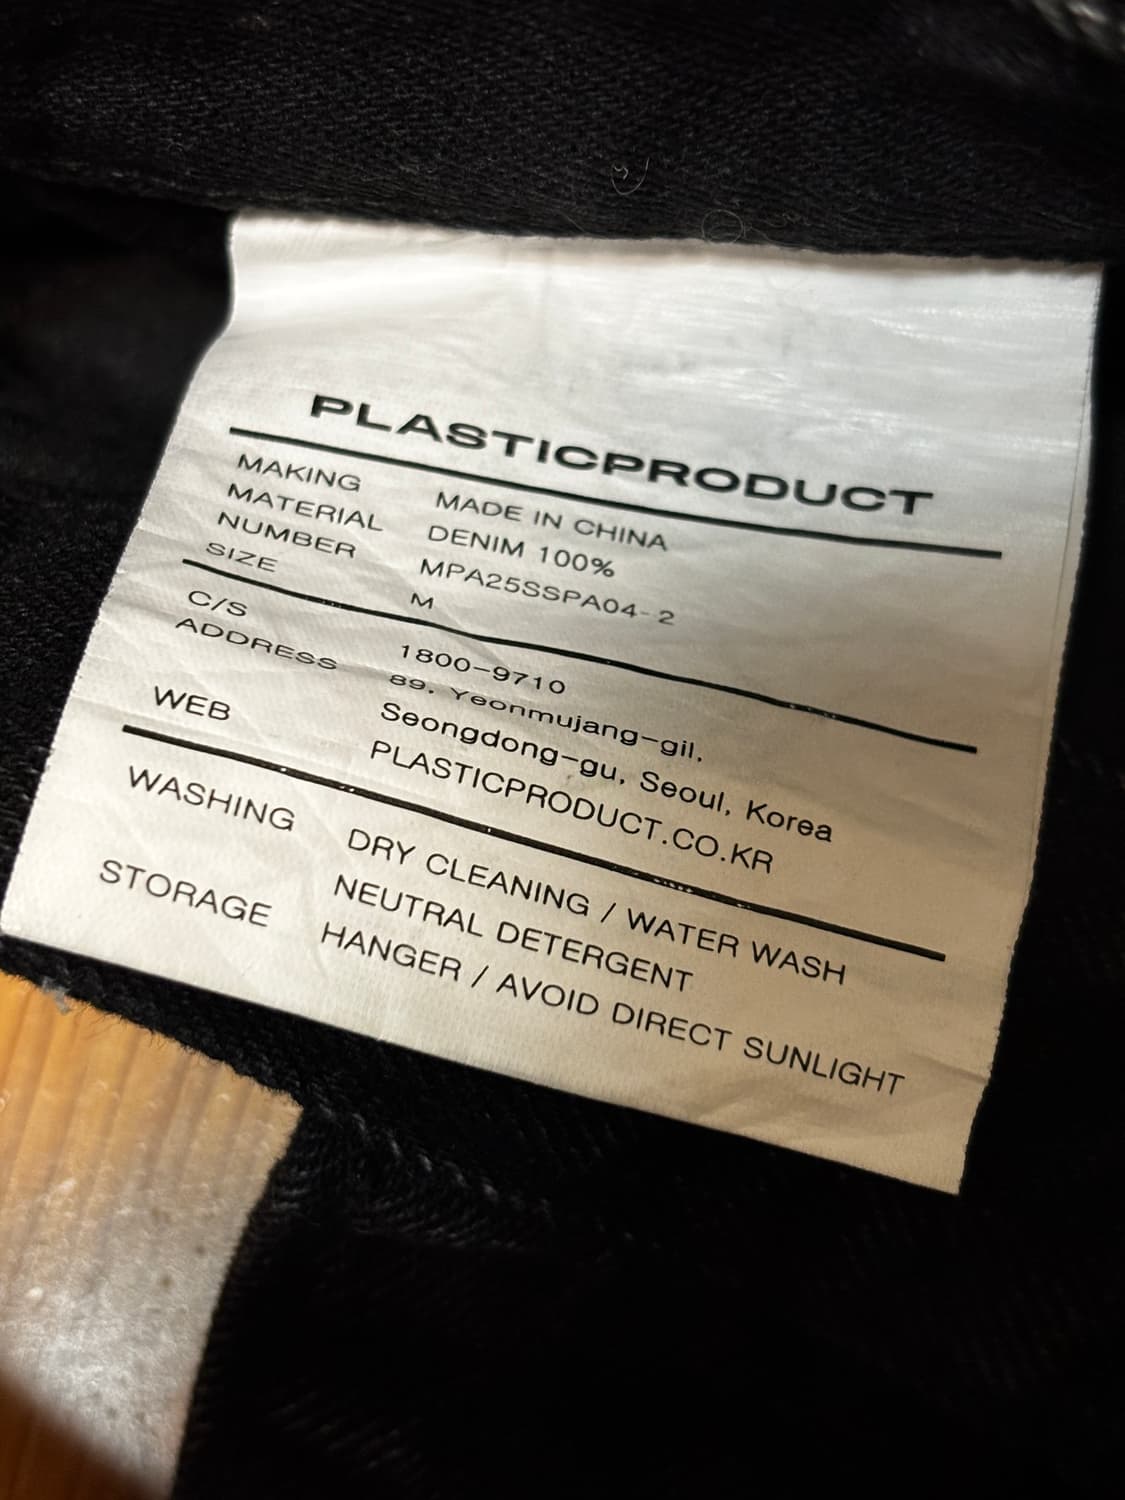 PLASTICPRODUCT
MAKING MADE IN CHINA
MATERIAL DENIM 100%
NUMBER MPA25SSPA04-2
SIZE M
C/S 1800-9710
ADDRESS 89, Yeonmujang-gil,
Seongdong-gu, Seoul, Korea
WEB PLASTICPRODUCT.CO.KR
WASHING DRY CLEANING / WATER WASH
NEUTRAL DETERGENT
STORAGE HANGER / AVOID DIRECT SUNLIGHT